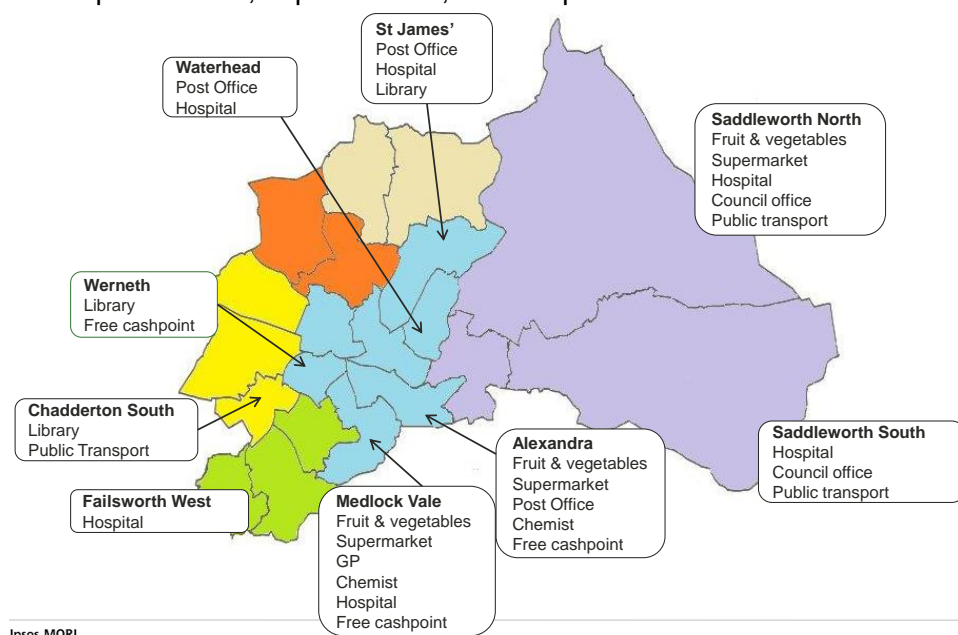 St James’
Post Office
Hospital
Library
Waterhead
Post Office
Hospital
Saddleworth North
Fruit & vegetables
Supermarket
Hospital
Council office
Public transport
Werneth
Library
Free cashpoint
Chadderton South
Library
Public Transport
Alexandra
Fruit & vegetables
Supermarket
Post Office
Chemist
Free cashpoint
Saddleworth South
Hospital
Council office
Public transport
Failsworth West
Hospital
Medlock Vale
Fruit & vegetables
Supermarket
GP
Chemist
Hospital
Free cashpoint
Ipsos MORI